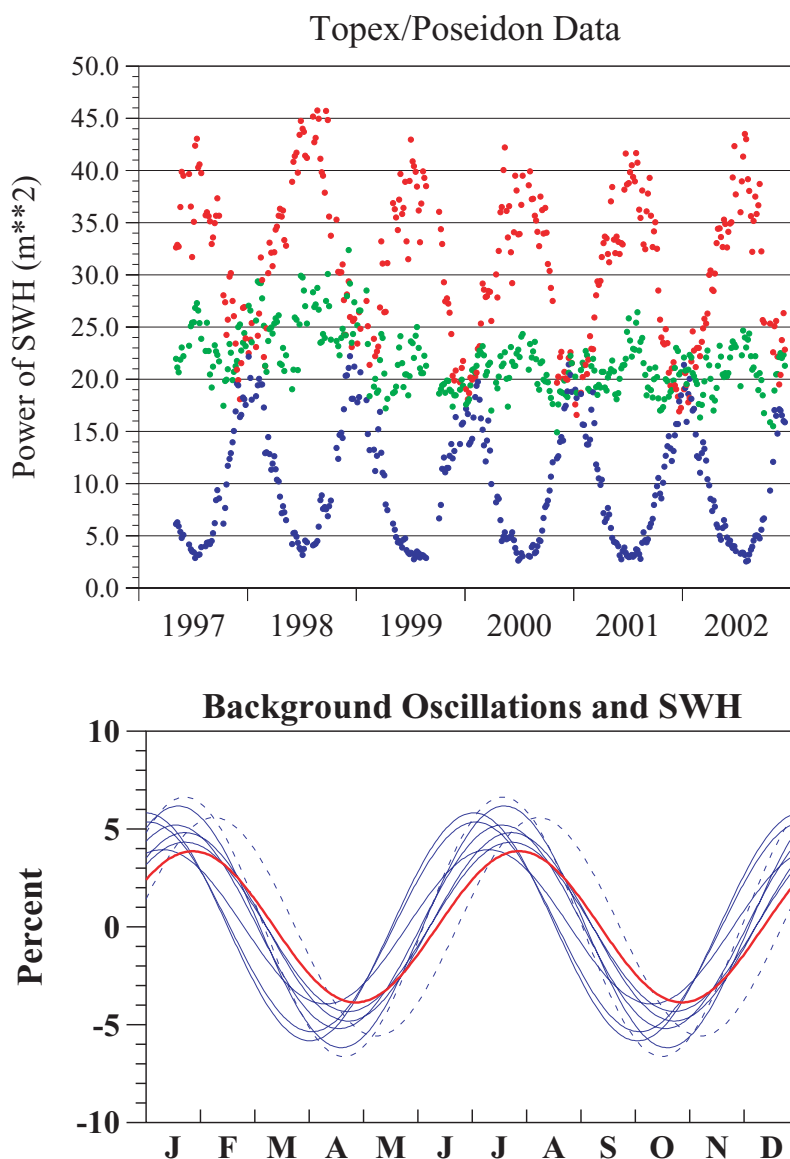 Topex/Poseidon Data
Power of SWH (m**2)
50.0
45.0
40.0
35.0
30.0
25.0
20.0
15.0
10.0
5.0
0.0
1997 1998 1999 2000 2001 2002
Background Oscillations and SWH
Percent
10
5
0
-5
-10
J F M A M J J A S O N D